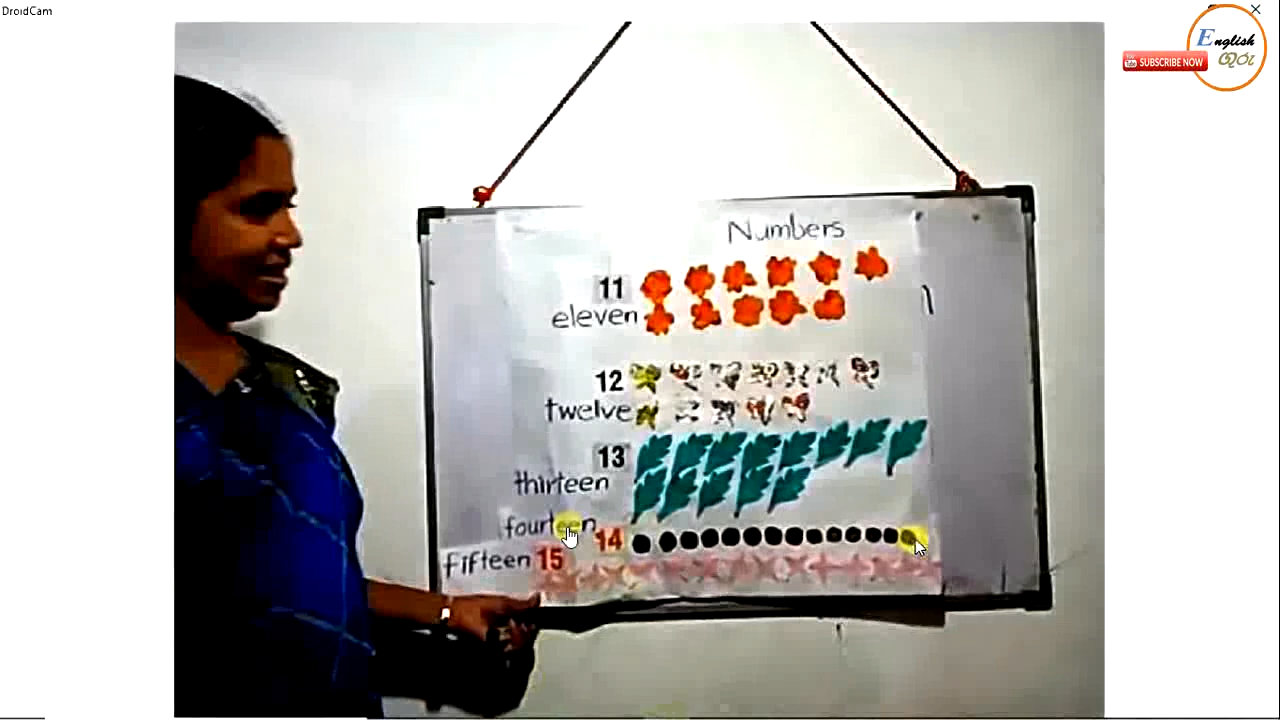 DroidCam
English
ගුරු
SUBSCRIBE NOW
Numbers
11
eleven
12
twelve
13
thirteen
fourteen 14
Fifteen 15